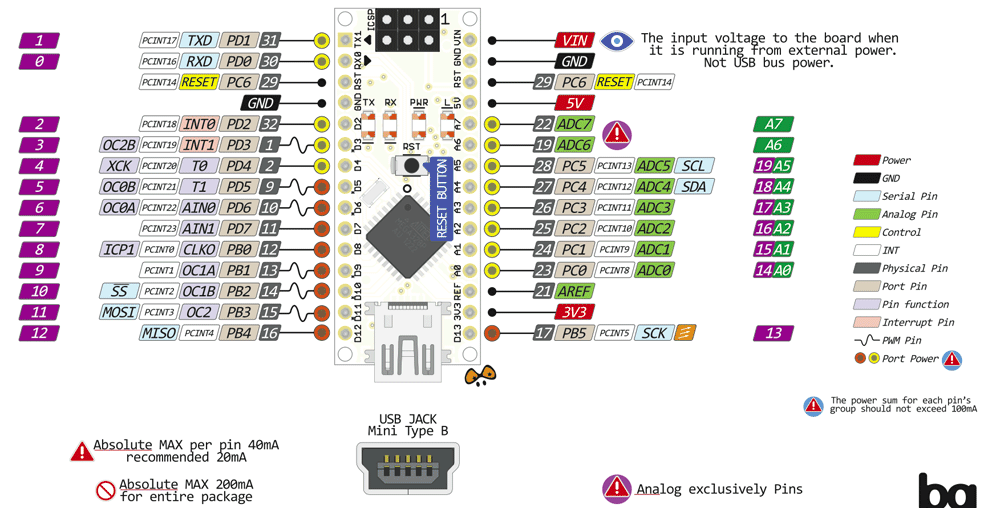 ICSP
1
The input voltage to the board when
it is running from external power.
Not USB bus power.
1 PCINT17 TXD PD1 31 TX1 VIN VIN
0 PCINT16 RXD PD0 30 RX0 GND GND
PCINT14 RESET PC6 29 RST RST 29 PC6 RESET PCINT14
GND GND 5V 5V
TX RX PWR L
2 PCINT18 INT0 PD2 32 D2 A7 22 ADC7 A7
3 OC2B PCINT19 INT1 PD3 1 D3 A6 19 ADC6 A6
RST
4 XCK PCINT20 T0 PD4 2 D4 A5 28 PC5 PCINT13 ADC5 SCL 19 A5
5 OC0B PCINT21 T1 PD5 9 D5 A4 27 PC4 PCINT12 ADC4 SDA 18 A4
6 OC0A PCINT22 AIN0 PD6 10 D6 A3 26 PC3 PCINT11 ADC3 17 A3
7 PCINT23 AIN1 PD7 11 D7 A2 25 PC2 PCINT10 ADC2 16 A2
8 ICP1 PCINT0 CLKO PB0 12 D8 A1 24 PC1 PCINT9 ADC1 15 A1
9 PCINT1 OC1A PB1 13 D9 A0 23 PC0 PCINT8 ADC0 14 A0
10 SS PCINT2 OC1B PB2 14 D10 REF 21 AREF
11 MOSI PCINT3 OC2 PB3 15 D11 3V3 3V3
12 MISO PCINT4 PB4 16 D12 D13 17 PB5 PCINT5 SCK 13
RESET BUTTON
Power
GND
Serial Pin
Analog Pin
Control
INT
Physical Pin
Port Pin
Pin function
Interrupt Pin
PWM Pin
Port Power
The power sum for each pin's
group should not exceed 100mA
USB JACK
Mini Type B
Absolute MAX per pin 40mA
recommended 20mA
Absolute MAX 200mA
for entire package
Analog exclusively Pins